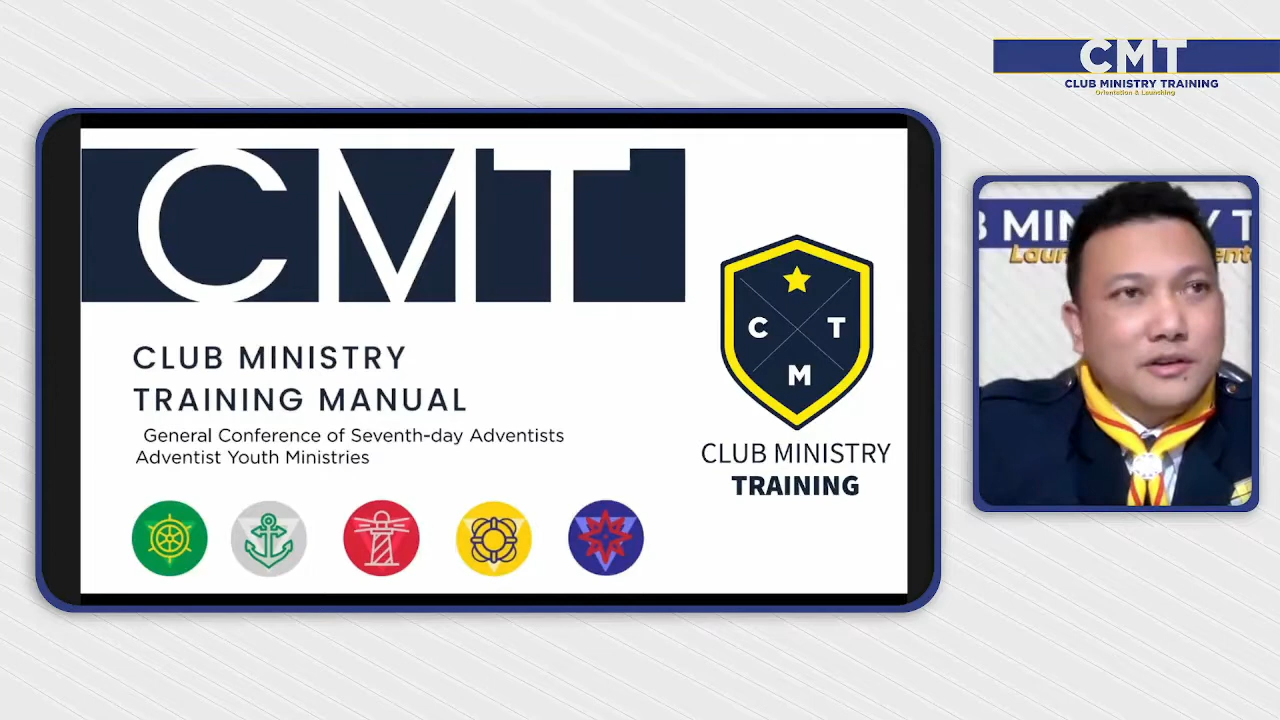 CMT
CLUB MINISTRY TRAINING
Orientation & Launching
CMT
CLUB MINISTRY
TRAINING MANUAL
General Conference of Seventh-day Adventists
Adventist Youth Ministries
C T
M
CLUB MINISTRY
TRAINING